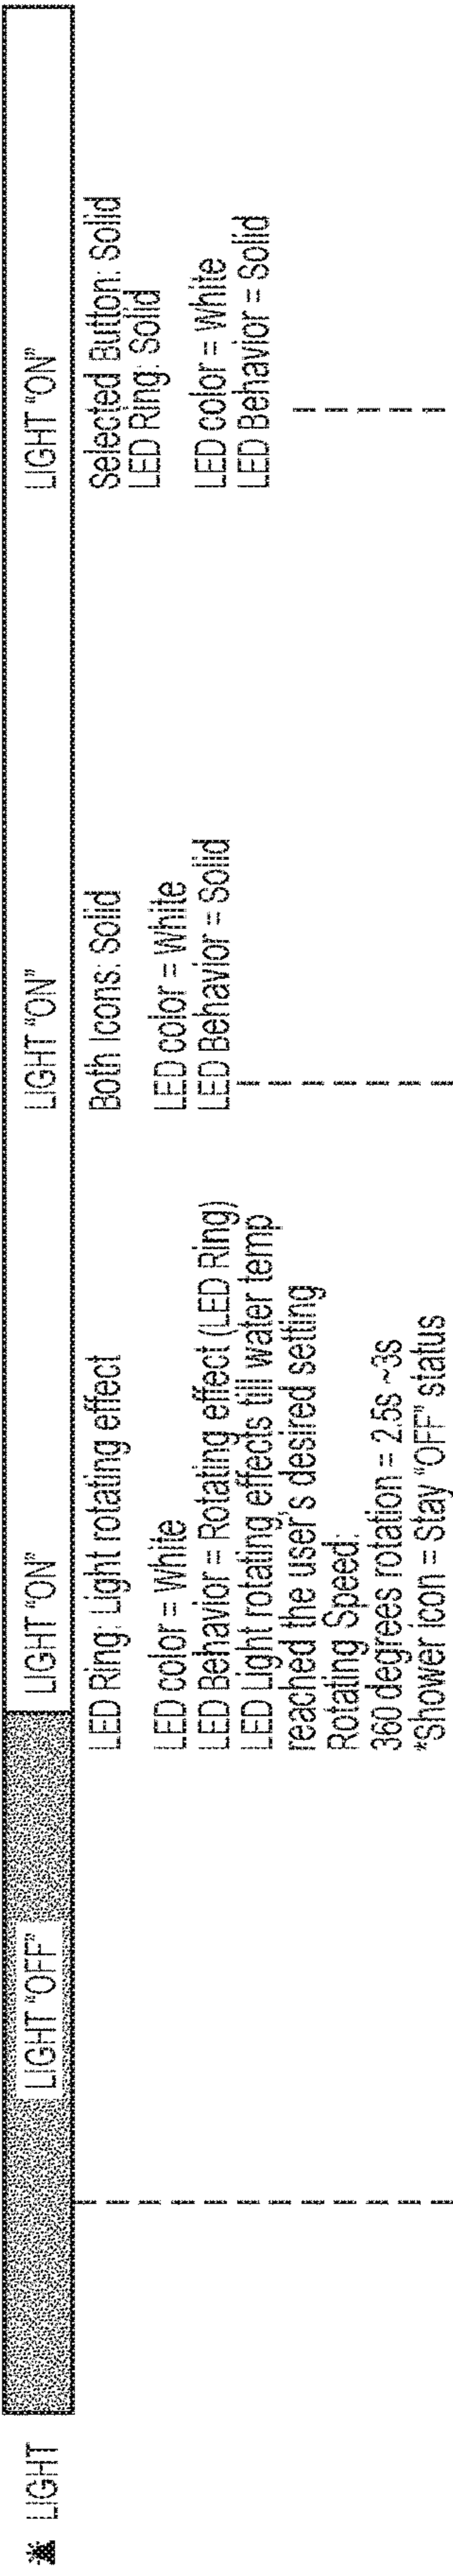 LIGHT
LIGHT "OFF"
LIGHT "ON"
LED Ring: Light rotating effect
LED color = White
LED Behavior = Rotating effect (LED Ring)
LED Light rotating effects till water temp
reached the user's desired setting
Rotating Speed:
360 degrees rotation = 2.5s ~3s
*Shower icon = Stay "OFF" status
LIGHT "ON"
Both Icons: Solid
LED color = White
LED Behavior = Solid
LIGHT "ON"
Selected Button: Solid
LED Ring: Solid
LED color = White
LED Behavior = Solid